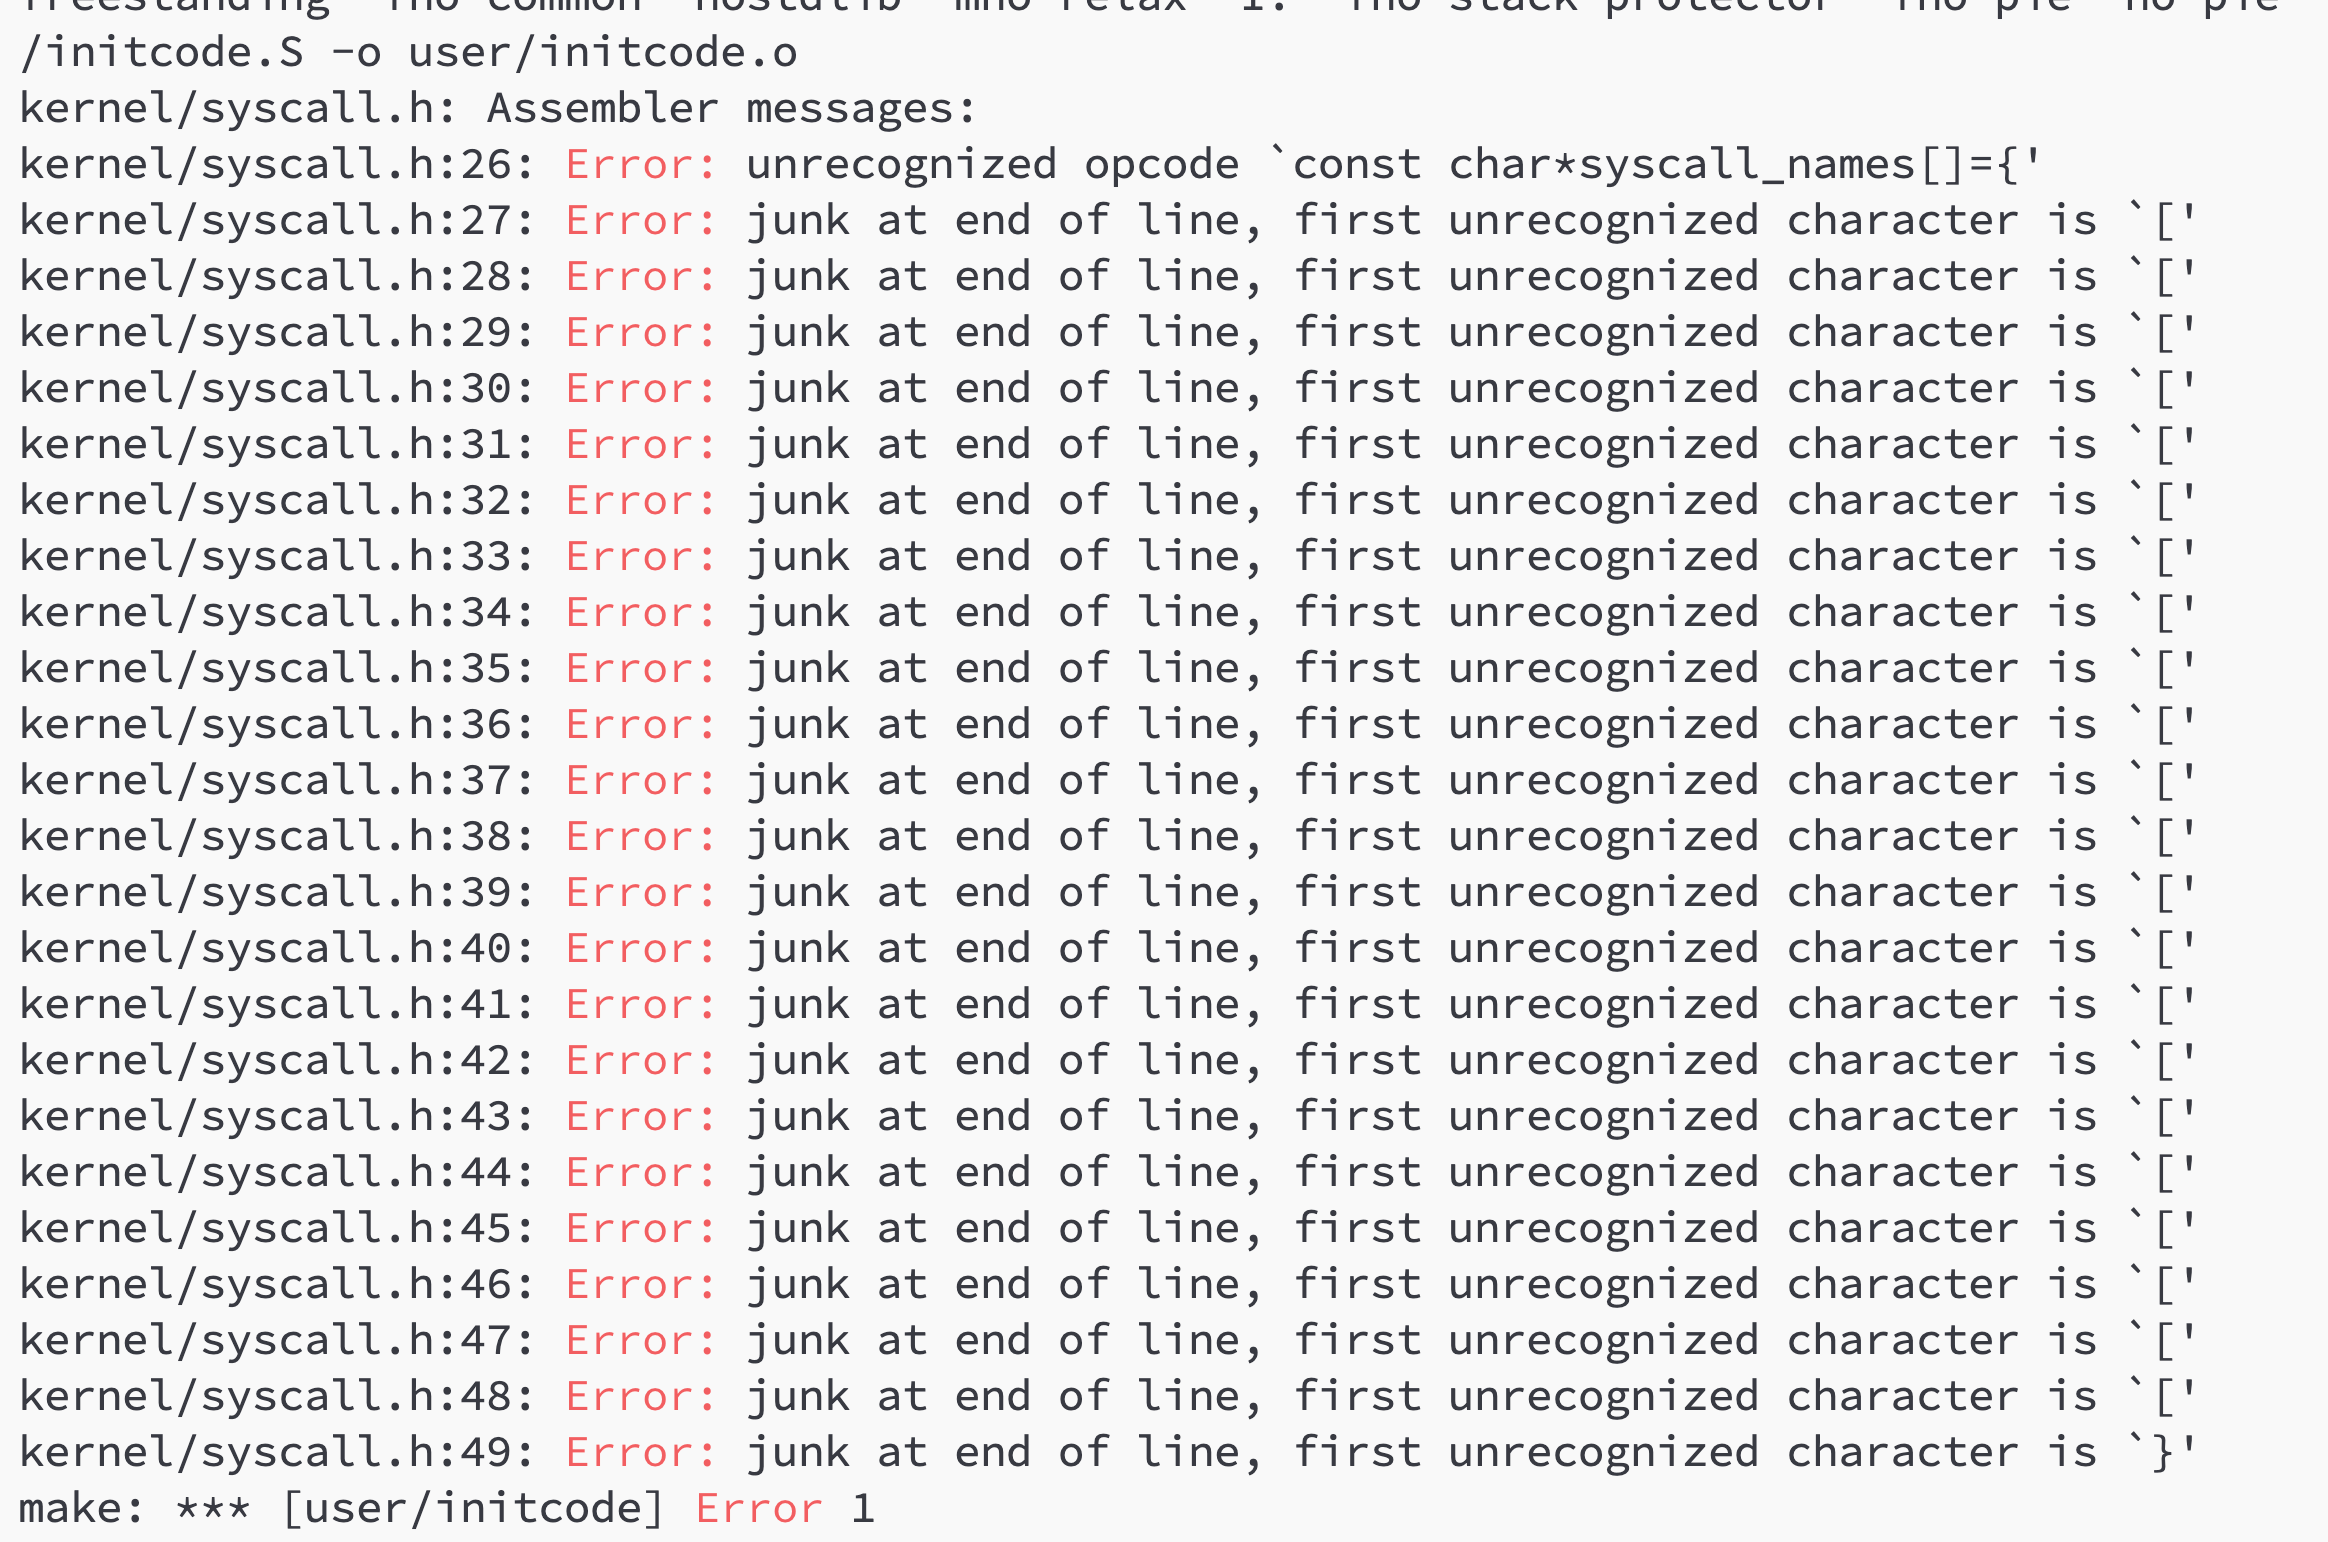 freestanding -fno-common -nostdlib -mno-relax -I. -fno-stack-protector -fno-pie -no-pie
/initcode.S -o user/initcode.o
kernel/syscall.h: Assembler messages:
kernel/syscall.h:26: Error: unrecognized opcode `const char*syscall_names[]={'
kernel/syscall.h:27: Error: junk at end of line, first unrecognized character is `['
kernel/syscall.h:28: Error: junk at end of line, first unrecognized character is `['
kernel/syscall.h:29: Error: junk at end of line, first unrecognized character is `['
kernel/syscall.h:30: Error: junk at end of line, first unrecognized character is `['
kernel/syscall.h:31: Error: junk at end of line, first unrecognized character is `['
kernel/syscall.h:32: Error: junk at end of line, first unrecognized character is `['
kernel/syscall.h:33: Error: junk at end of line, first unrecognized character is `['
kernel/syscall.h:34: Error: junk at end of line, first unrecognized character is `['
kernel/syscall.h:35: Error: junk at end of line, first unrecognized character is `['
kernel/syscall.h:36: Error: junk at end of line, first unrecognized character is `['
kernel/syscall.h:37: Error: junk at end of line, first unrecognized character is `['
kernel/syscall.h:38: Error: junk at end of line, first unrecognized character is `['
kernel/syscall.h:39: Error: junk at end of line, first unrecognized character is `['
kernel/syscall.h:40: Error: junk at end of line, first unrecognized character is `['
kernel/syscall.h:41: Error: junk at end of line, first unrecognized character is `['
kernel/syscall.h:42: Error: junk at end of line, first unrecognized character is `['
kernel/syscall.h:43: Error: junk at end of line, first unrecognized character is `['
kernel/syscall.h:44: Error: junk at end of line, first unrecognized character is `['
kernel/syscall.h:45: Error: junk at end of line, first unrecognized character is `['
kernel/syscall.h:46: Error: junk at end of line, first unrecognized character is `['
kernel/syscall.h:47: Error: junk at end of line, first unrecognized character is `['
kernel/syscall.h:48: Error: junk at end of line, first unrecognized character is `['
kernel/syscall.h:49: Error: junk at end of line, first unrecognized character is `}'
make: *** [user/initcode] Error 1